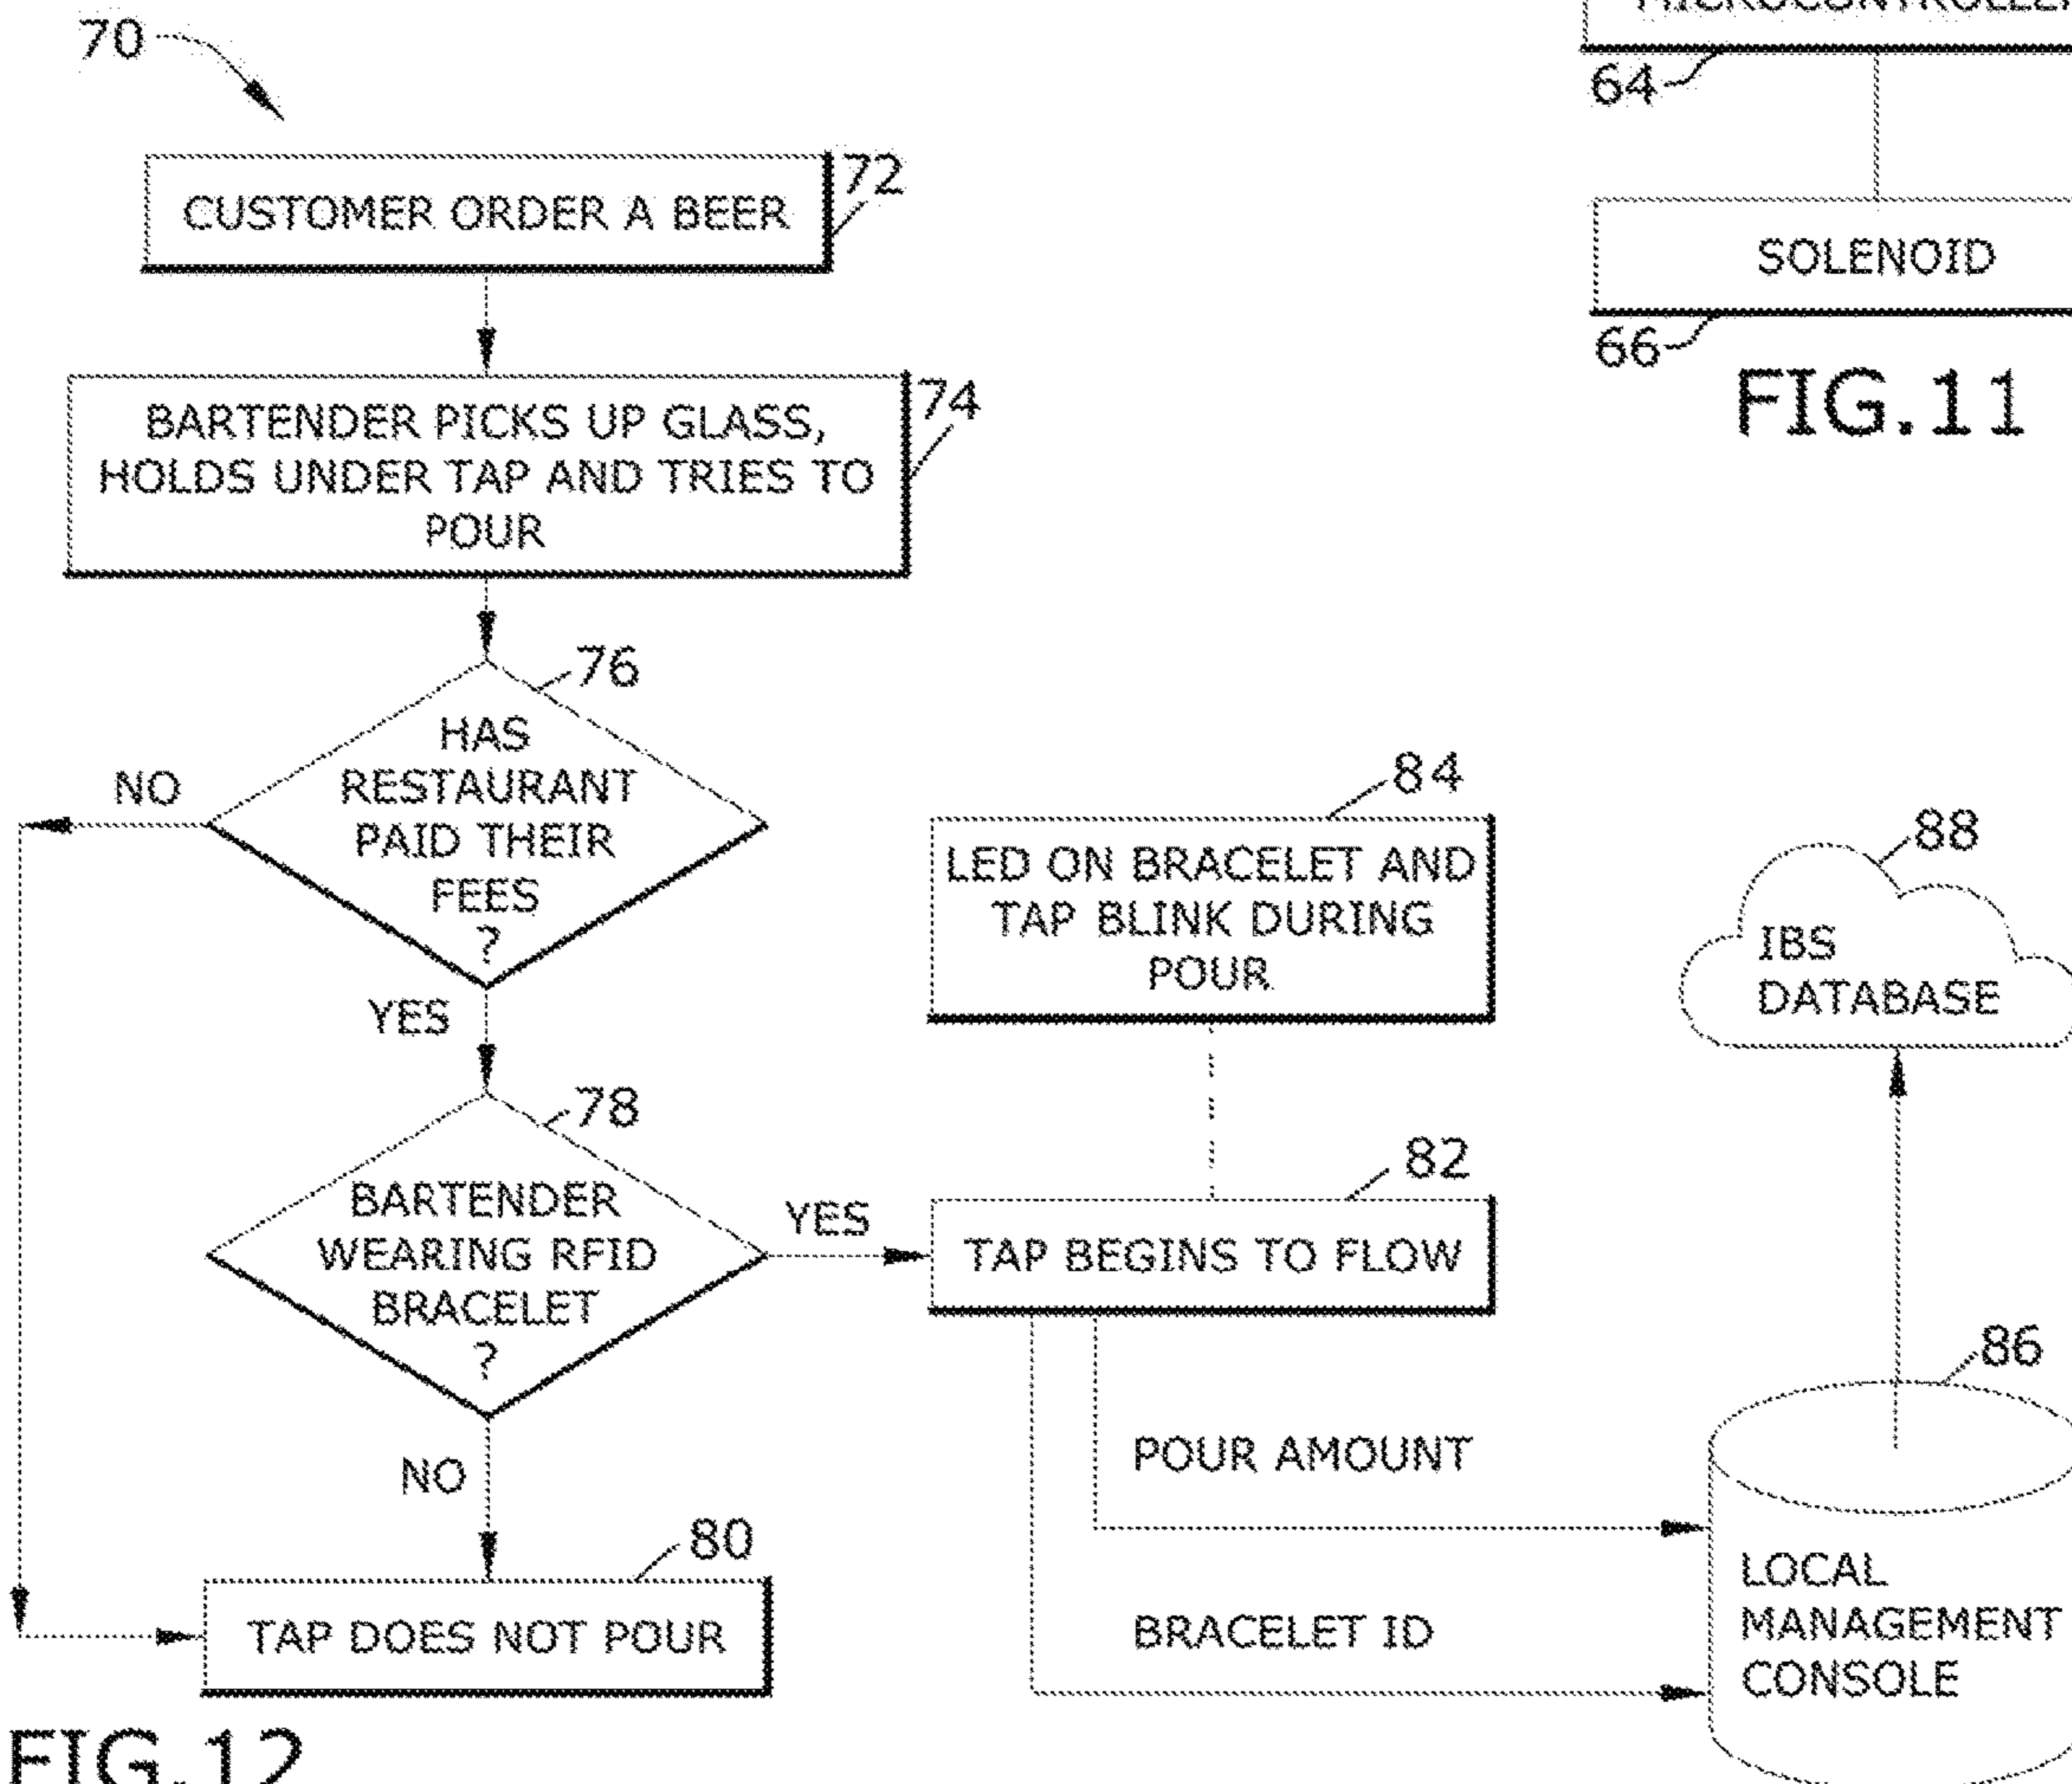 70
CUSTOMER ORDER A BEER
72
BARTENDER PICKS UP GLASS,
HOLDS UNDER TAP AND TRIES TO
POUR
74
76
HAS
RESTAURANT
PAID THEIR
FEES
?
NO
YES
78
BARTENDER
WEARING RFID
BRACELET
?
YES
NO
80
TAP DOES NOT POUR
84
LED ON BRACELET AND
TAP BLINK DURING
POUR
82
TAP BEGINS TO FLOW
POUR AMOUNT
BRACELET ID
88
IBS
DATABASE
86
LOCAL
MANAGEMENT
CONSOLE
FIG.12
64
SOLENOID
66
FIG.11